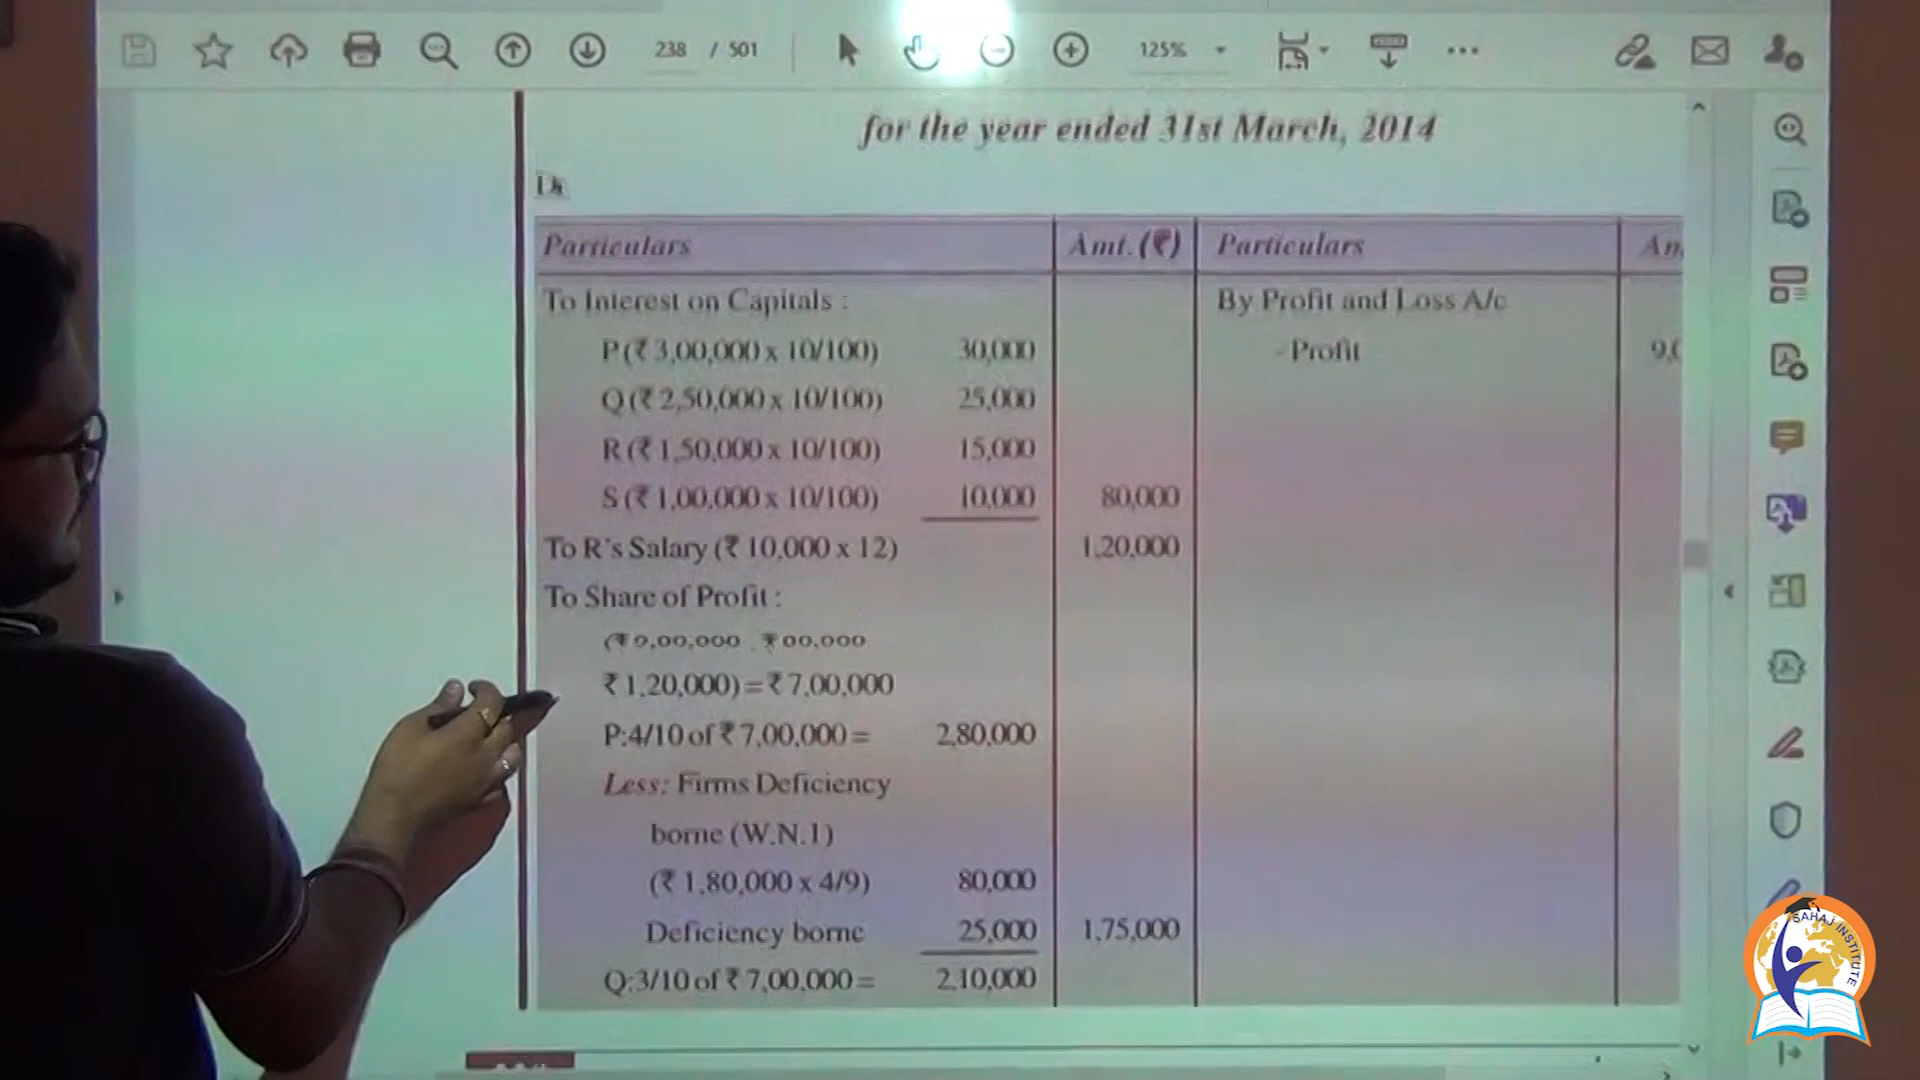 238 / 501
125%
for the year ended 31st March, 2014
Dr.
Particulars Amt. (₹) Particulars
To Interest on Capitals : By Profit and Loss A/c
P (₹ 3,00,000 x 10/100) 30,000 - Profit
Q (₹ 2,50,000 x 10/100) 25,000
R (₹ 1,50,000 x 10/100) 15,000
S (₹ 1,00,000 x 10/100) 10,000 80,000
To R's Salary (₹ 10,000 x 12) 1,20,000
To Share of Profit :
₹ 1,20,000) = ₹ 7,00,000
P:4/10 of ₹ 7,00,000 = 2,80,000
Less: Firms Deficiency
borne (W.N.1)
(₹ 1,80,000 x 4/9) 80,000
Deficiency borne 25,000 1,75,000
Q:3/10 of ₹ 7,00,000 = 2,10,000
SAHAJ INSTITUTE